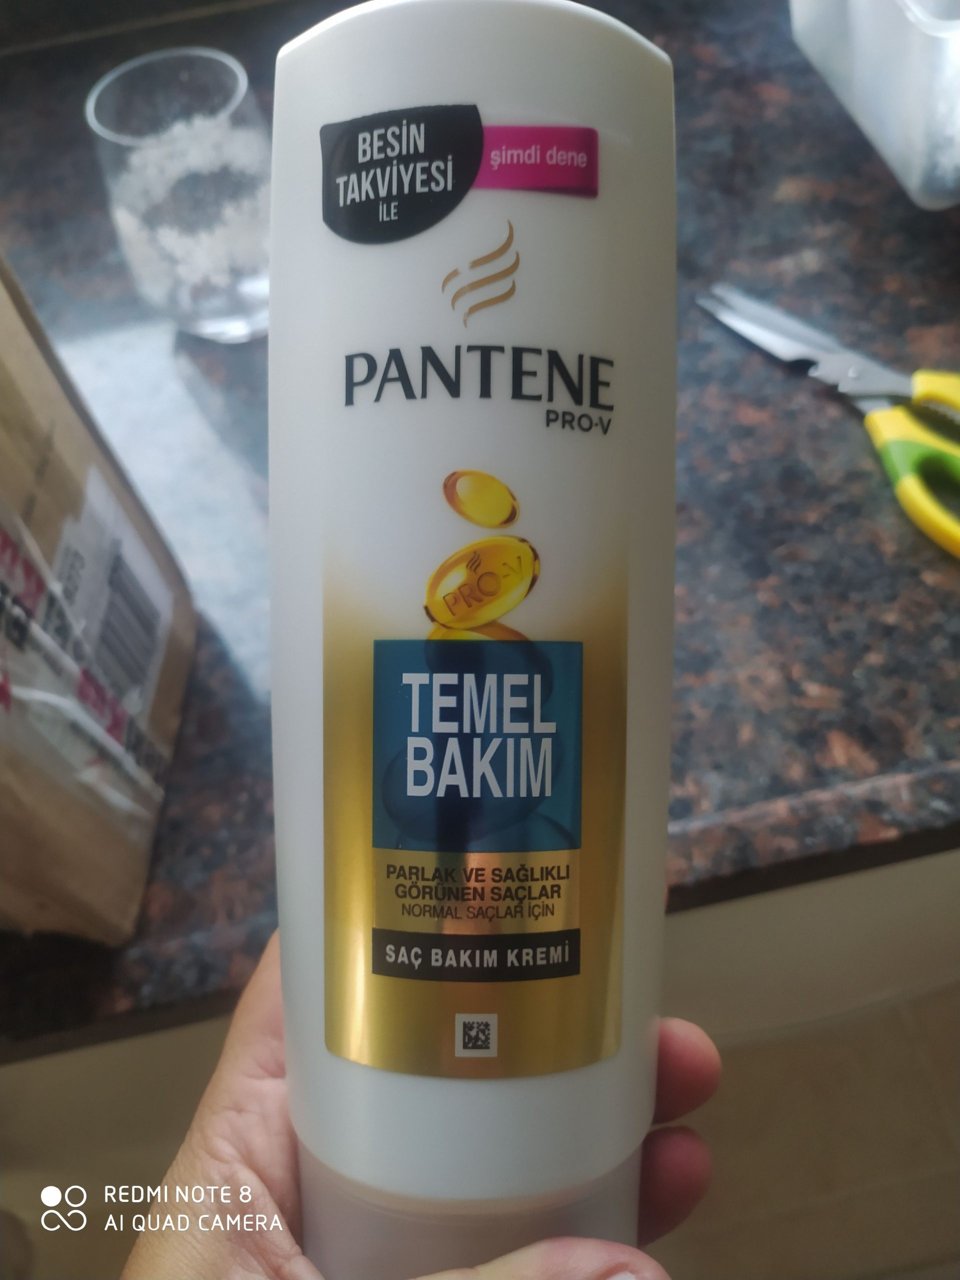 BESİN
TAKVİYESİ
İLE
şimdi dene
PANTENE
PRO-V
PRO-V
TEMEL
BAKIM
PARLAK VE SAĞLIKLI
GÖRÜNEN SAÇLAR
NORMAL SAÇLAR İÇİN
SAÇ BAKIM KREMİ
REDMI NOTE 8
AI QUAD CAMERA